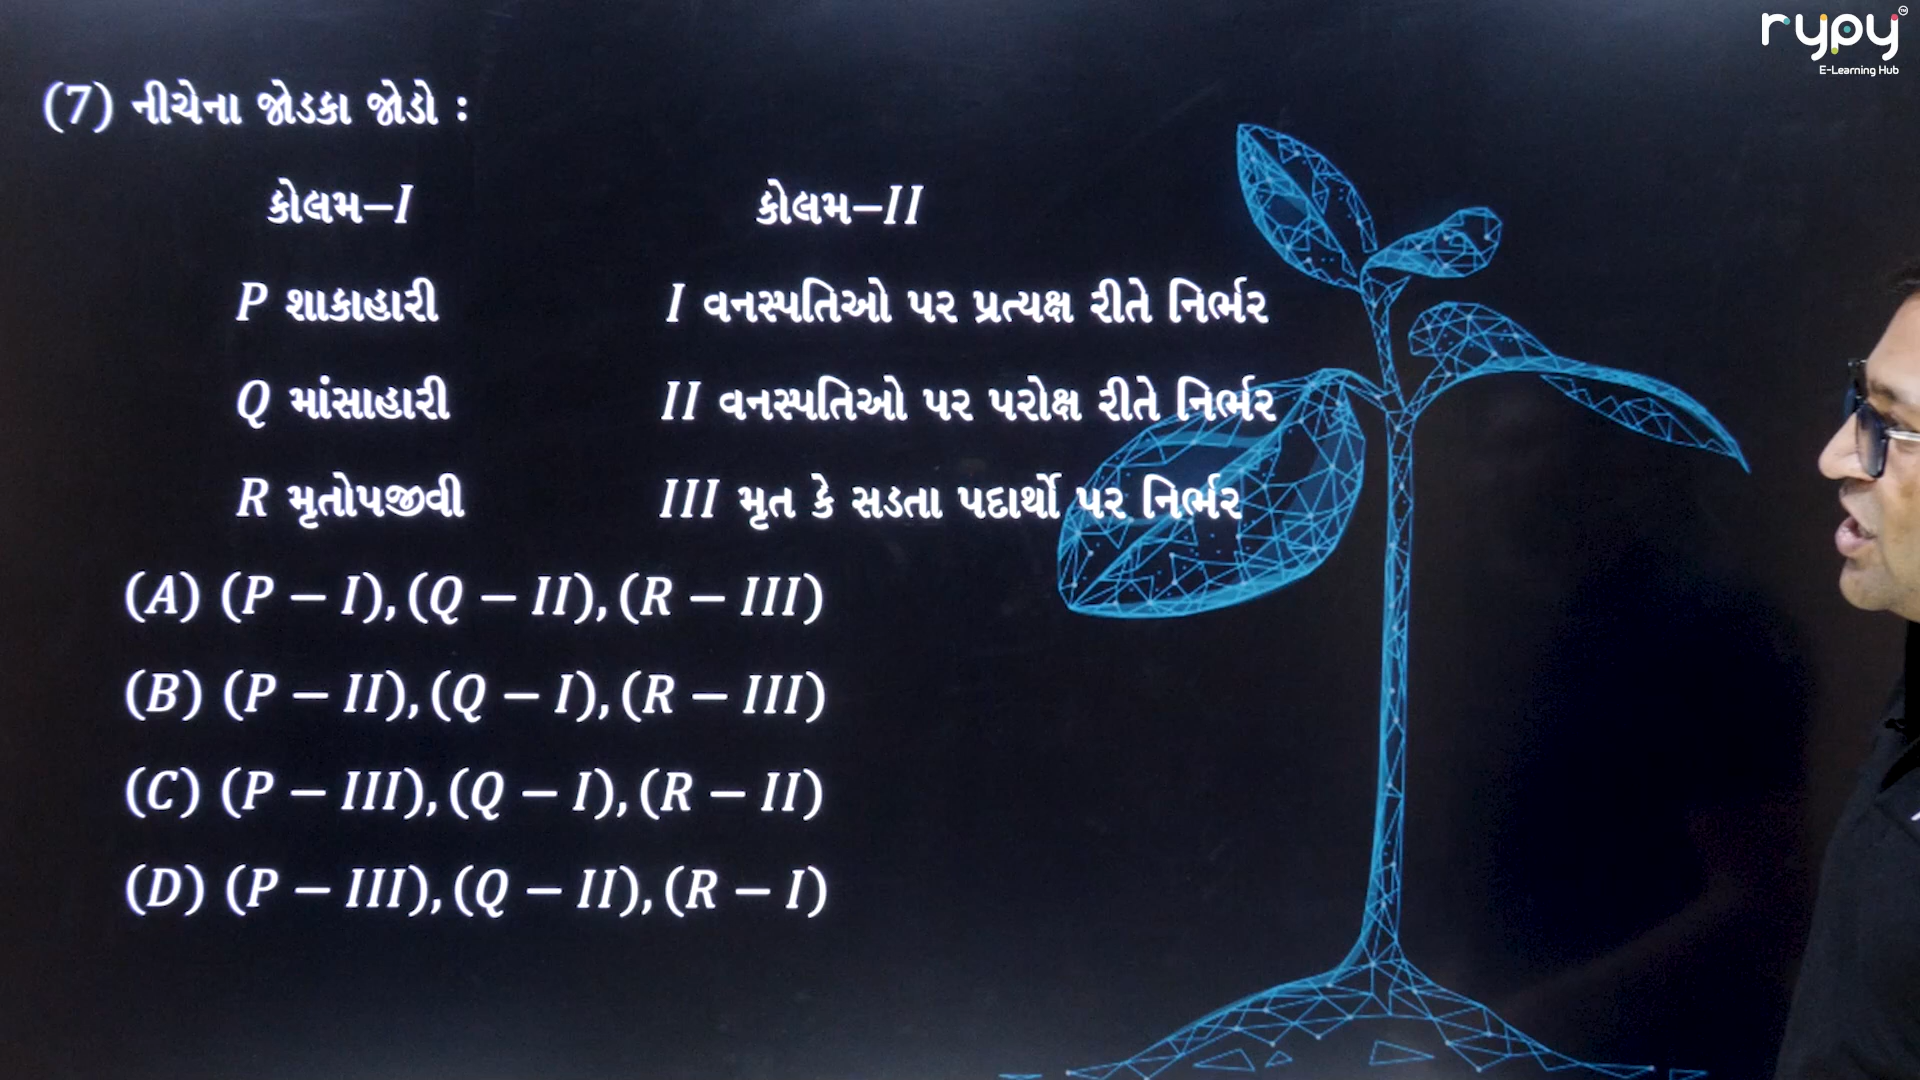 rypy™
E-Learning Hub
(7) નીચેના જોડકા જોડો :
કોલમ–I કોલમ–II
P શાકાહારી I વનસ્પતિઓ પર પ્રત્યક્ષ રીતે નિર્ભર
Q માંસાહારી II વનસ્પતિઓ પર પરોક્ષ રીતે નિર્ભર
R મૃતોપજીવી III મૃત કે સડતા પદાર્થો પર નિર્ભર
(A) (P – I), (Q – II), (R – III)
(B) (P – II), (Q – I), (R – III)
(C) (P – III), (Q – I), (R – II)
(D) (P – III), (Q – II), (R – I)